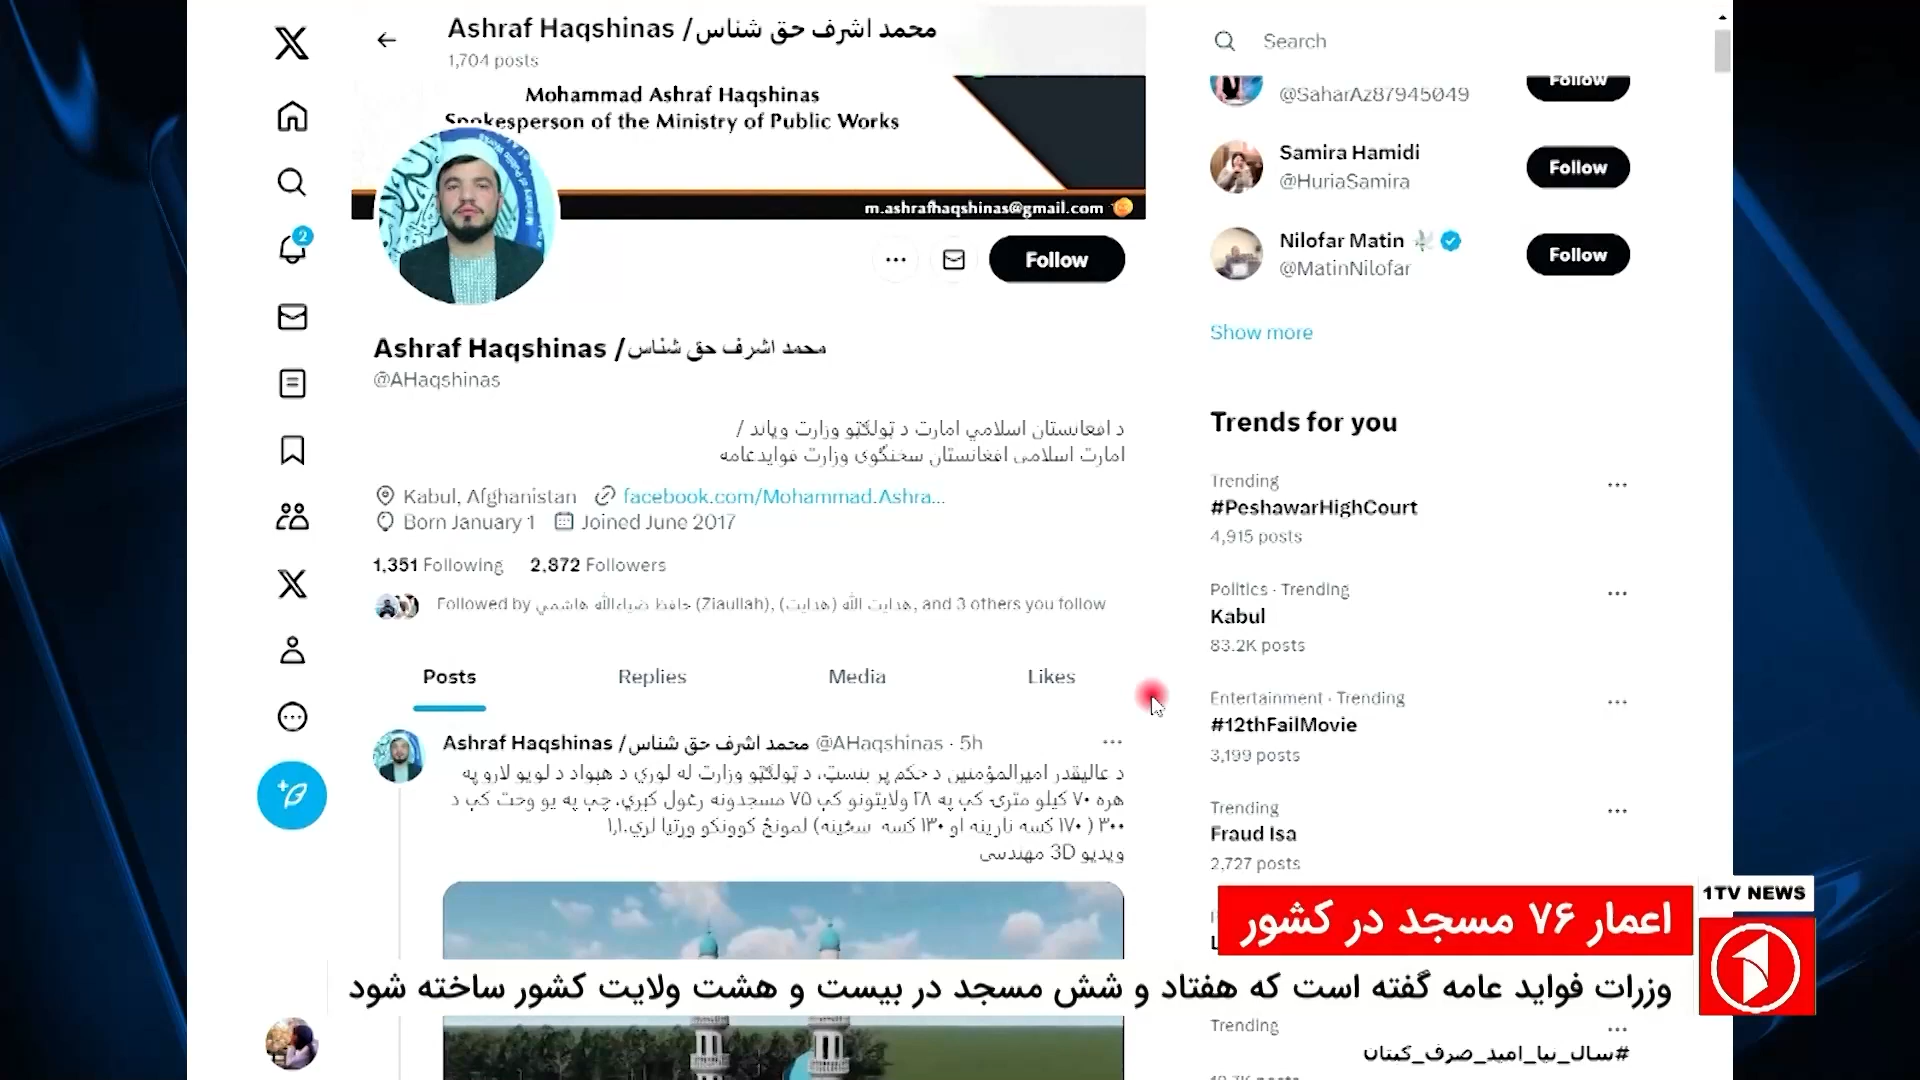 Ashraf Haqshinas /محمد اشرف حق شناس
1,704 posts
Mohammad Ashraf Haqshinas
Spokesperson of the Ministry of Public Works
m.ashrafhaqshinas@gmail.com
2
Follow
Ashraf Haqshinas /محمد اشرف حق شناس
@AHaqshinas
د افغانستان اسلامي امارت د ټولګټو وزارت ویاند /
امارت اسلامی افغانستان سخنگوی وزارت فوایدعامه
Kabul, Afghanistan facebook.com/Mohammad.Ashra...
Born January 1 Joined June 2017
1,351 Following 2,872 Followers
Followed by حافظ ضیاءالله هاشمي (Ziaullah), هدایت الله (هدایت), and 3 others you follow
Posts Replies Media Likes
Ashraf Haqshinas /محمد اشرف حق شناس @AHaqshinas · 5h
د عالیقدر امیرالمؤمنین د حکم پر بنسټ، د ټولګټو وزارت له لوري د هېواد د لویو لارو په
هره ۷۰ کیلو مترۍ کې په ۲۸ ولایتونو کې ۷۵ مسجدونه رغول کېږي، چې په یو وخت کې د
۳۰۰ ( ۱۷۰ کسه نارینه او ۱۳۰ کسه ښځینه) لمونځ کوونکو ورتیا لري.۱٫۱
ویدیو 3D مهندسی
Search
@SaharAz87945049
Follow
Samira Hamidi
@HuriaSamira
Follow
Nilofar Matin
@MatinNilofar
Follow
Show more
Trends for you
Trending
#PeshawarHighCourt
4,915 posts
Politics · Trending
Kabul
83.2K posts
Entertainment · Trending
#12thFailMovie
3,199 posts
Trending
Fraud Isa
2,727 posts
1TV NEWS
اعمار ۷۶ مسجد در کشور
وزرات فواید عامه گفته است که هفتاد و شش مسجد در بیست و هشت ولایت کشور ساخته شود
Trending
#سال_نیا_امید_صرف_کپتان